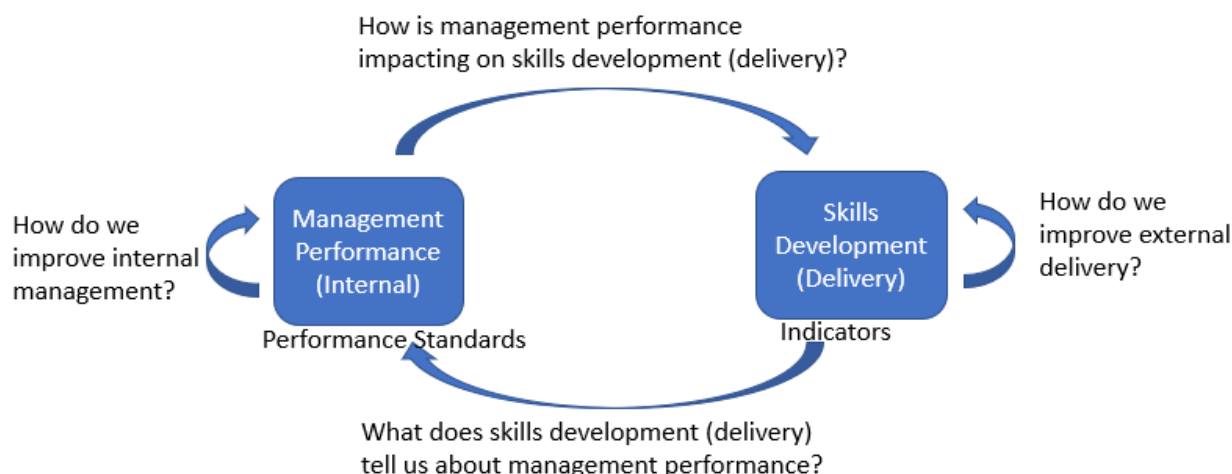 How is management performance
impacting on skills development (delivery)?
How do we
improve internal
management?
Management
Performance
(Internal)
Skills
Development
(Delivery)
How do we
improve external
delivery?
Performance Standards
Indicators
What does skills development (delivery)
tell us about management performance?